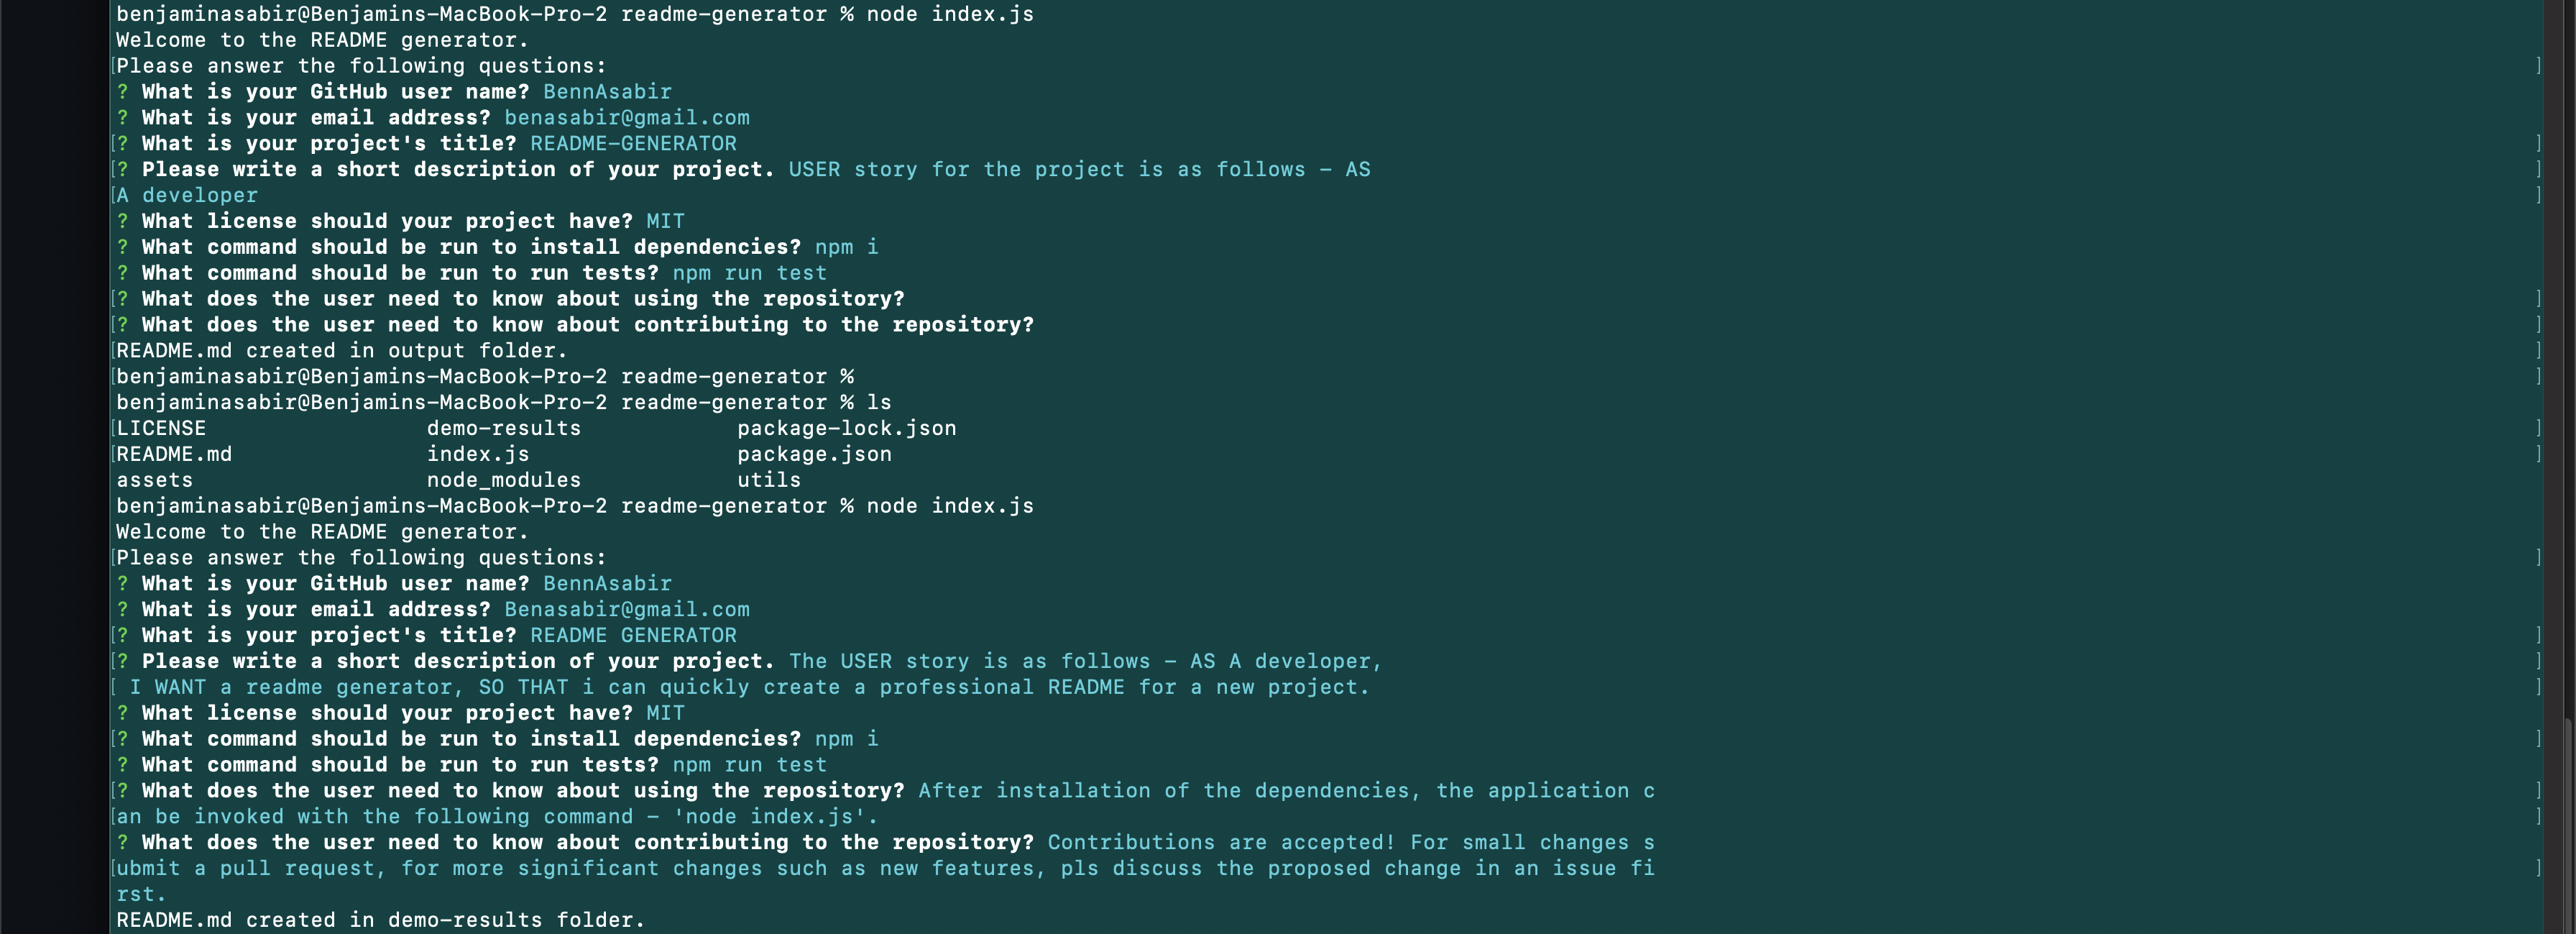 benjaminasabir@Benjamins-MacBook-Pro-2 readme-generator % node index.js
Welcome to the README generator.
[Please answer the following questions: ]
? What is your GitHub user name? BennAsabir
? What is your email address? benasabir@gmail.com
[? What is your project's title? README-GENERATOR ]
[? Please write a short description of your project. USER story for the project is as follows - AS ]
[A developer ]
? What license should your project have? MIT
? What command should be run to install dependencies? npm i
? What command should be run to run tests? npm run test
[? What does the user need to know about using the repository? ]
[? What does the user need to know about contributing to the repository? ]
[README.md created in output folder. ]
[benjaminasabir@Benjamins-MacBook-Pro-2 readme-generator % ]
benjaminasabir@Benjamins-MacBook-Pro-2 readme-generator % ls
[LICENSE demo-results package-lock.json ]
[README.md index.js package.json ]
assets node_modules utils
benjaminasabir@Benjamins-MacBook-Pro-2 readme-generator % node index.js
Welcome to the README generator.
[Please answer the following questions: ]
? What is your GitHub user name? BennAsabir
? What is your email address? Benasabir@gmail.com
[? What is your project's title? README GENERATOR ]
[? Please write a short description of your project. The USER story is as follows - AS A developer, ]
[ I WANT a readme generator, SO THAT i can quickly create a professional README for a new project. ]
? What license should your project have? MIT
[? What command should be run to install dependencies? npm i ]
? What command should be run to run tests? npm run test
[? What does the user need to know about using the repository? After installation of the dependencies, the application c ]
[an be invoked with the following command - 'node index.js'. ]
? What does the user need to know about contributing to the repository? Contributions are accepted! For small changes s
[ubmit a pull request, for more significant changes such as new features, pls discuss the proposed change in an issue fi ]
rst.
README.md created in demo-results folder.